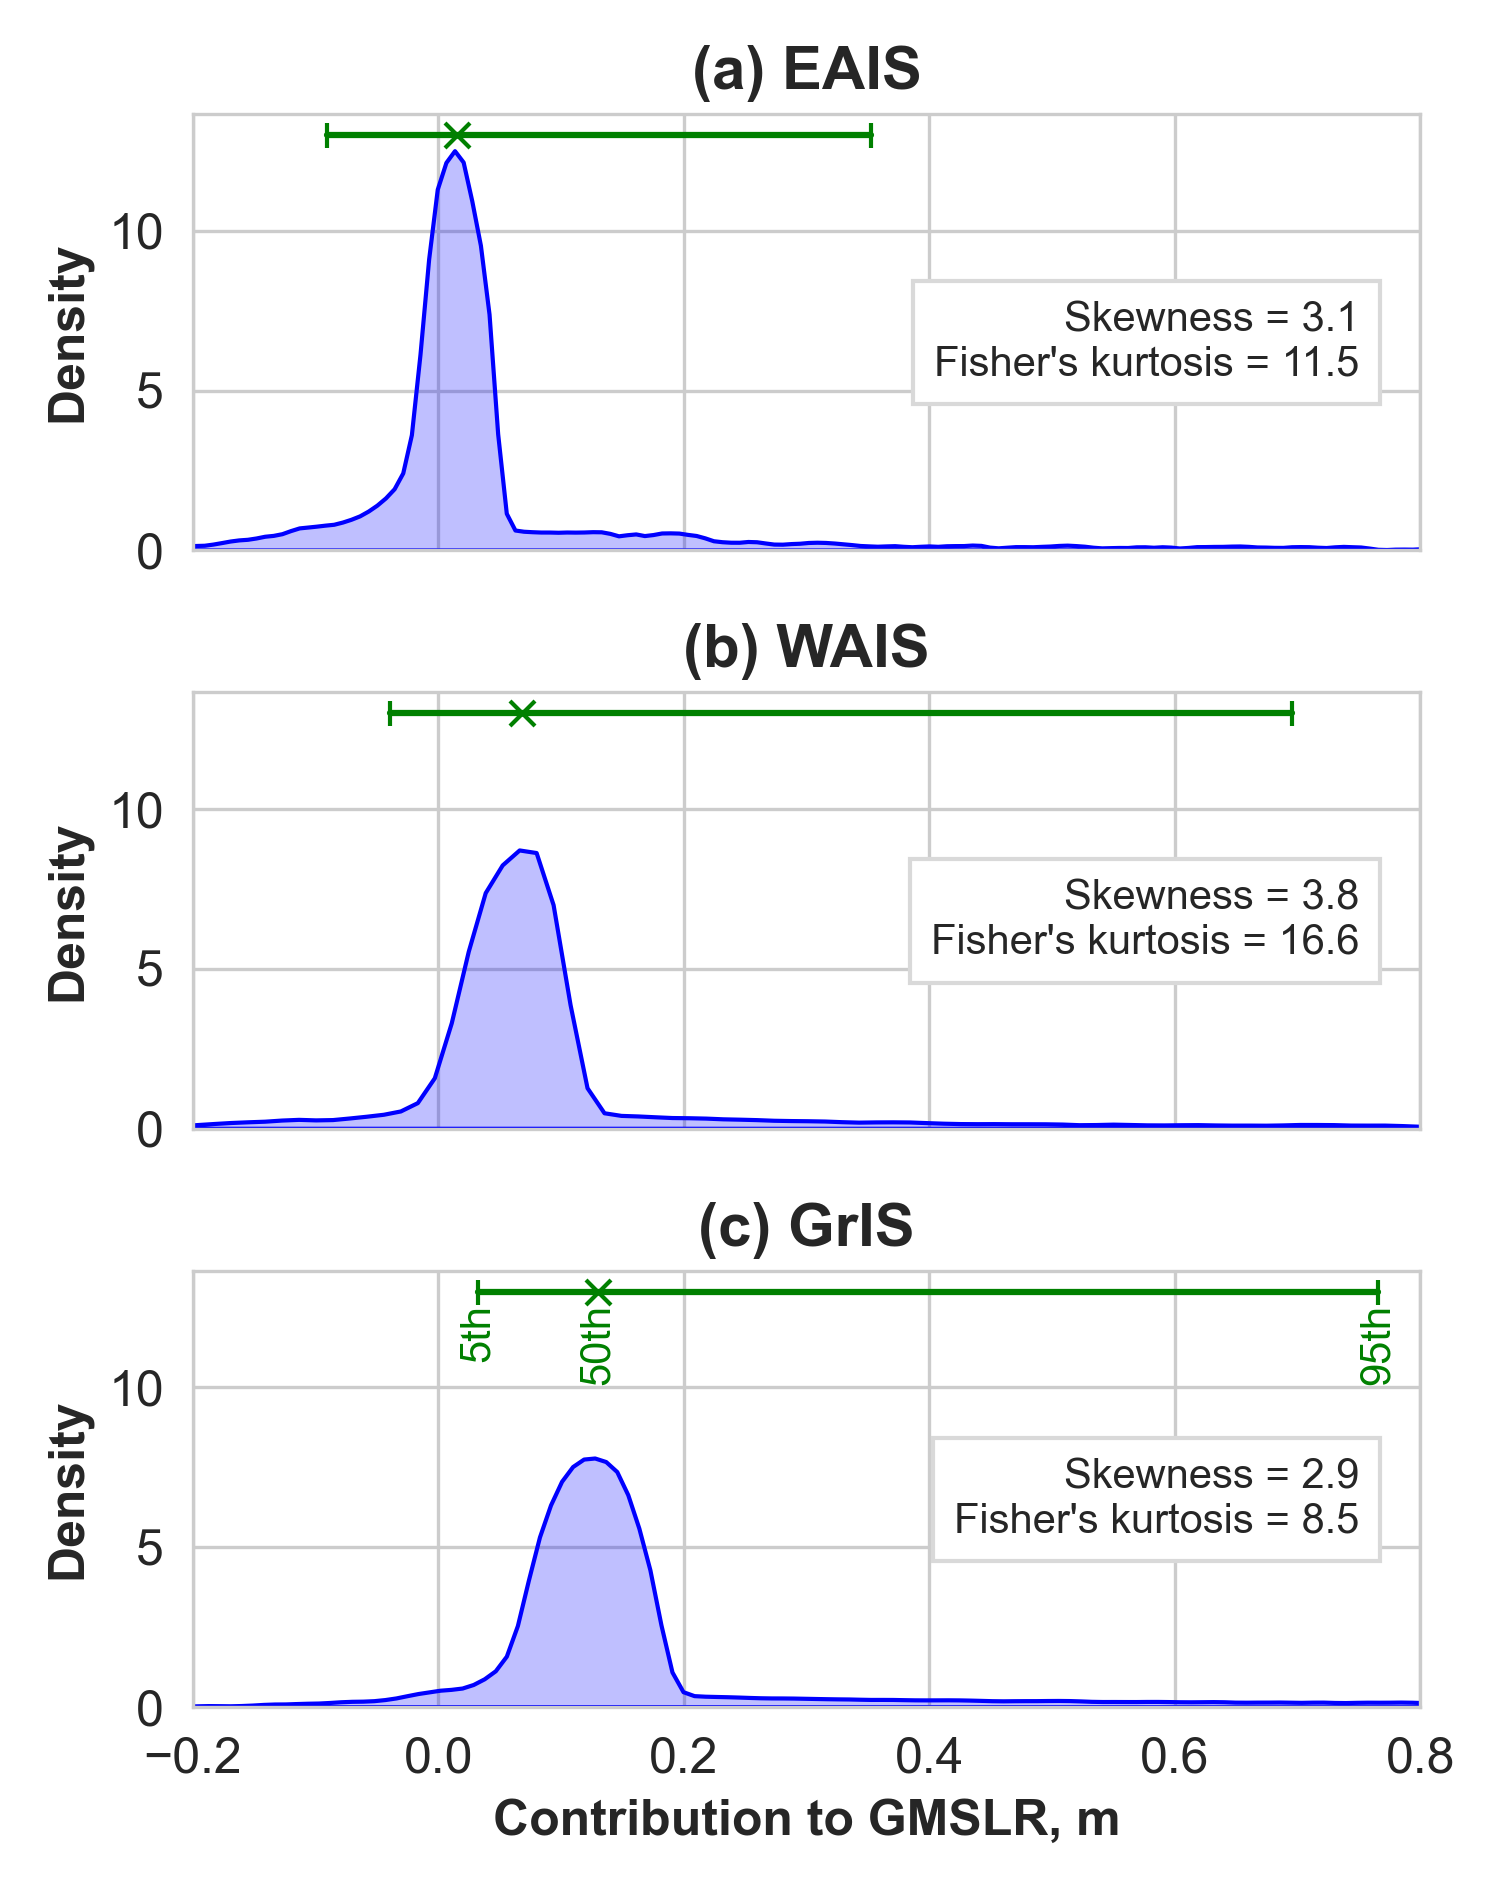 (a) EAIS
Density
10
5
0
Skewness = 3.1
Fisher's kurtosis = 11.5
(b) WAIS
Density
10
5
0
Skewness = 3.8
Fisher's kurtosis = 16.6
(c) GrIS
Density
10
5
0
5th
50th
95th
Skewness = 2.9
Fisher's kurtosis = 8.5
−0.2 0.0 0.2 0.4 0.6 0.8
Contribution to GMSLR, m